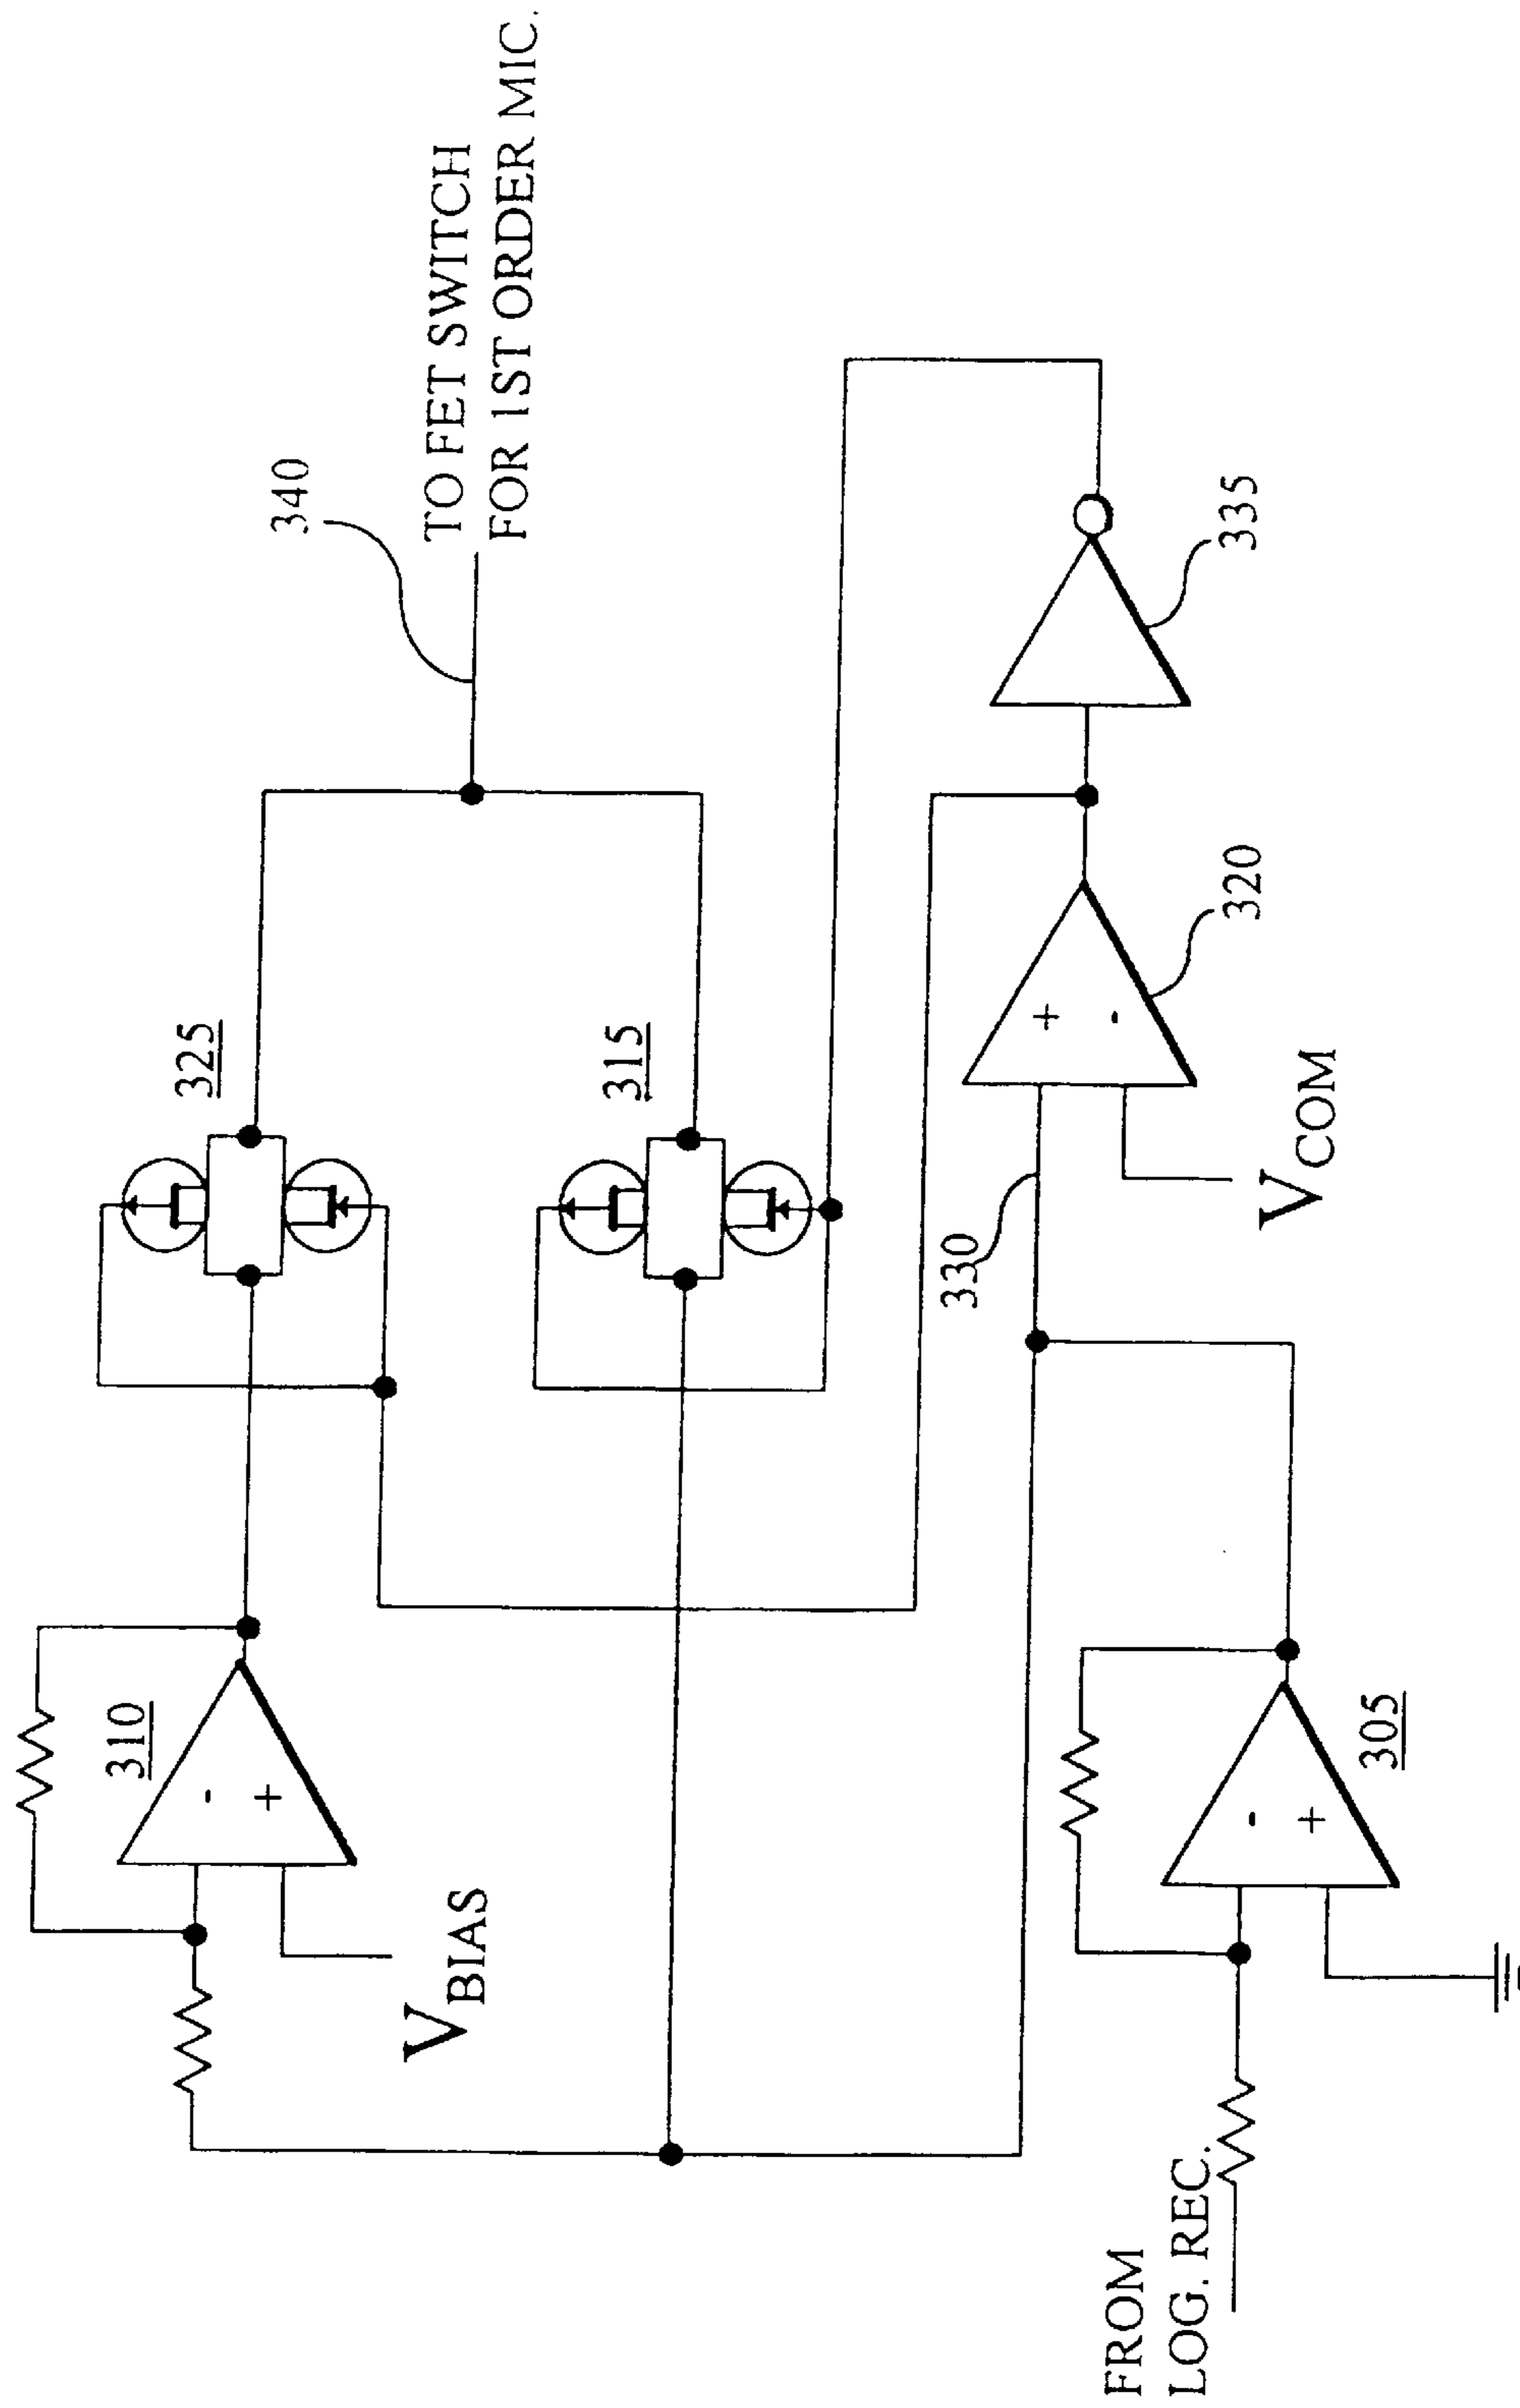 340
TO FET SWITCH
FOR 1ST ORDER MIC.
325
315
310
-
+
VBIAS
330
+
-
320
335
VCOM
-
+
305
FROM
LOG. REC.